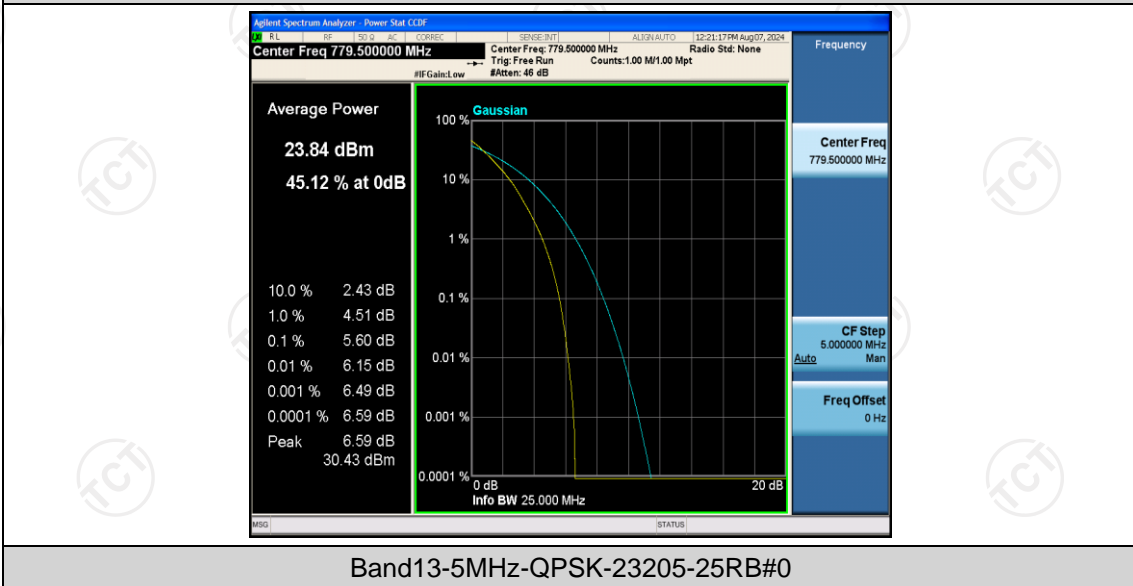 Agilent Spectrum Analyzer - Power Stat CCDF
LXI RL RF 50 Ω AC CORREC SENSE:INT ALIGNAUTO 12:21:17 PM Aug 07, 2024
Center Freq 779.500000 MHz
Center Freq: 779.500000 MHz Radio Std: None
Trig: Free Run Counts:1.00 M/1.00 Mpt
#IFGain:Low #Atten: 46 dB
Frequency
Average Power
23.84 dBm
45.12 % at 0dB
10.0 % 2.43 dB
1.0 % 4.51 dB
0.1 % 5.60 dB
0.01 % 6.15 dB
0.001 % 6.49 dB
0.0001 % 6.59 dB
Peak 6.59 dB
30.43 dBm
Gaussian
100 %
10 %
1 %
0.1 %
0.01 %
0.001 %
0.0001 %
0 dB 20 dB
Info BW 25.000 MHz
Center Freq
779.500000 MHz
CF Step
5.000000 MHz
Auto Man
Freq Offset
0 Hz
MSG STATUS
TCT
TCT
TCT
TCT
Band13-5MHz-QPSK-23205-25RB#0